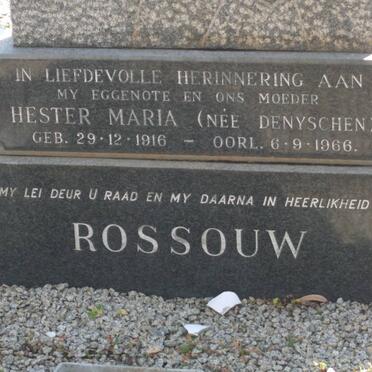 IN LIEFDEVOLLE HERINNERING AAN
MY EGGENOTE EN ONS MOEDER
HESTER MARIA (NÉE DENYSCHEN)
GEB. 29·12·1916 – OORL. 6·9·1966.
MY LEI DEUR U RAAD EN MY DAARNA IN HEERLIKHEID
ROSSOUW